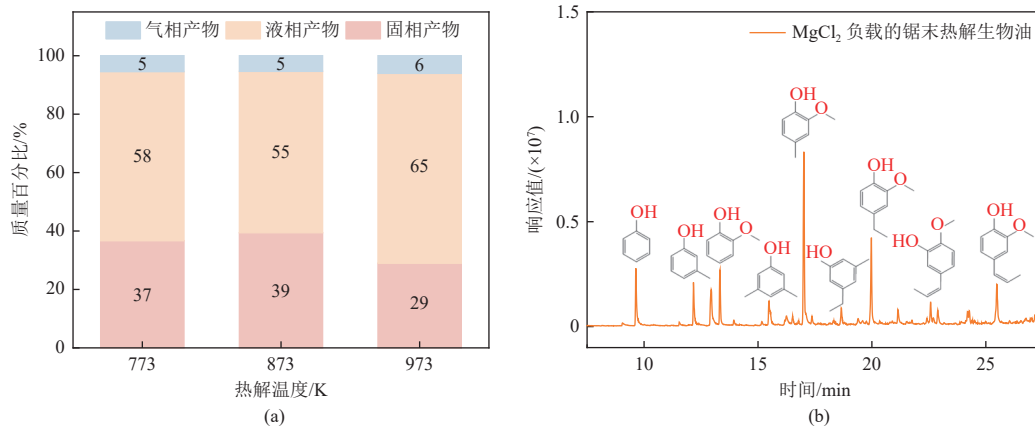 气相产物 液相产物 固相产物
100
80
60
40
20
0
质量百分比/%
5
58
37
5
55
39
6
65
29
773 873 973
热解温度/K
(a)
MgCl₂ 负载的锯末热解生物油
1.5
1.0
0.5
0
响应值/(×10⁷)
OH
OH
OH
O
OH
OH
O
HO
OH
O
HO
O
OH
O
10 15 20 25
时间/min
(b)